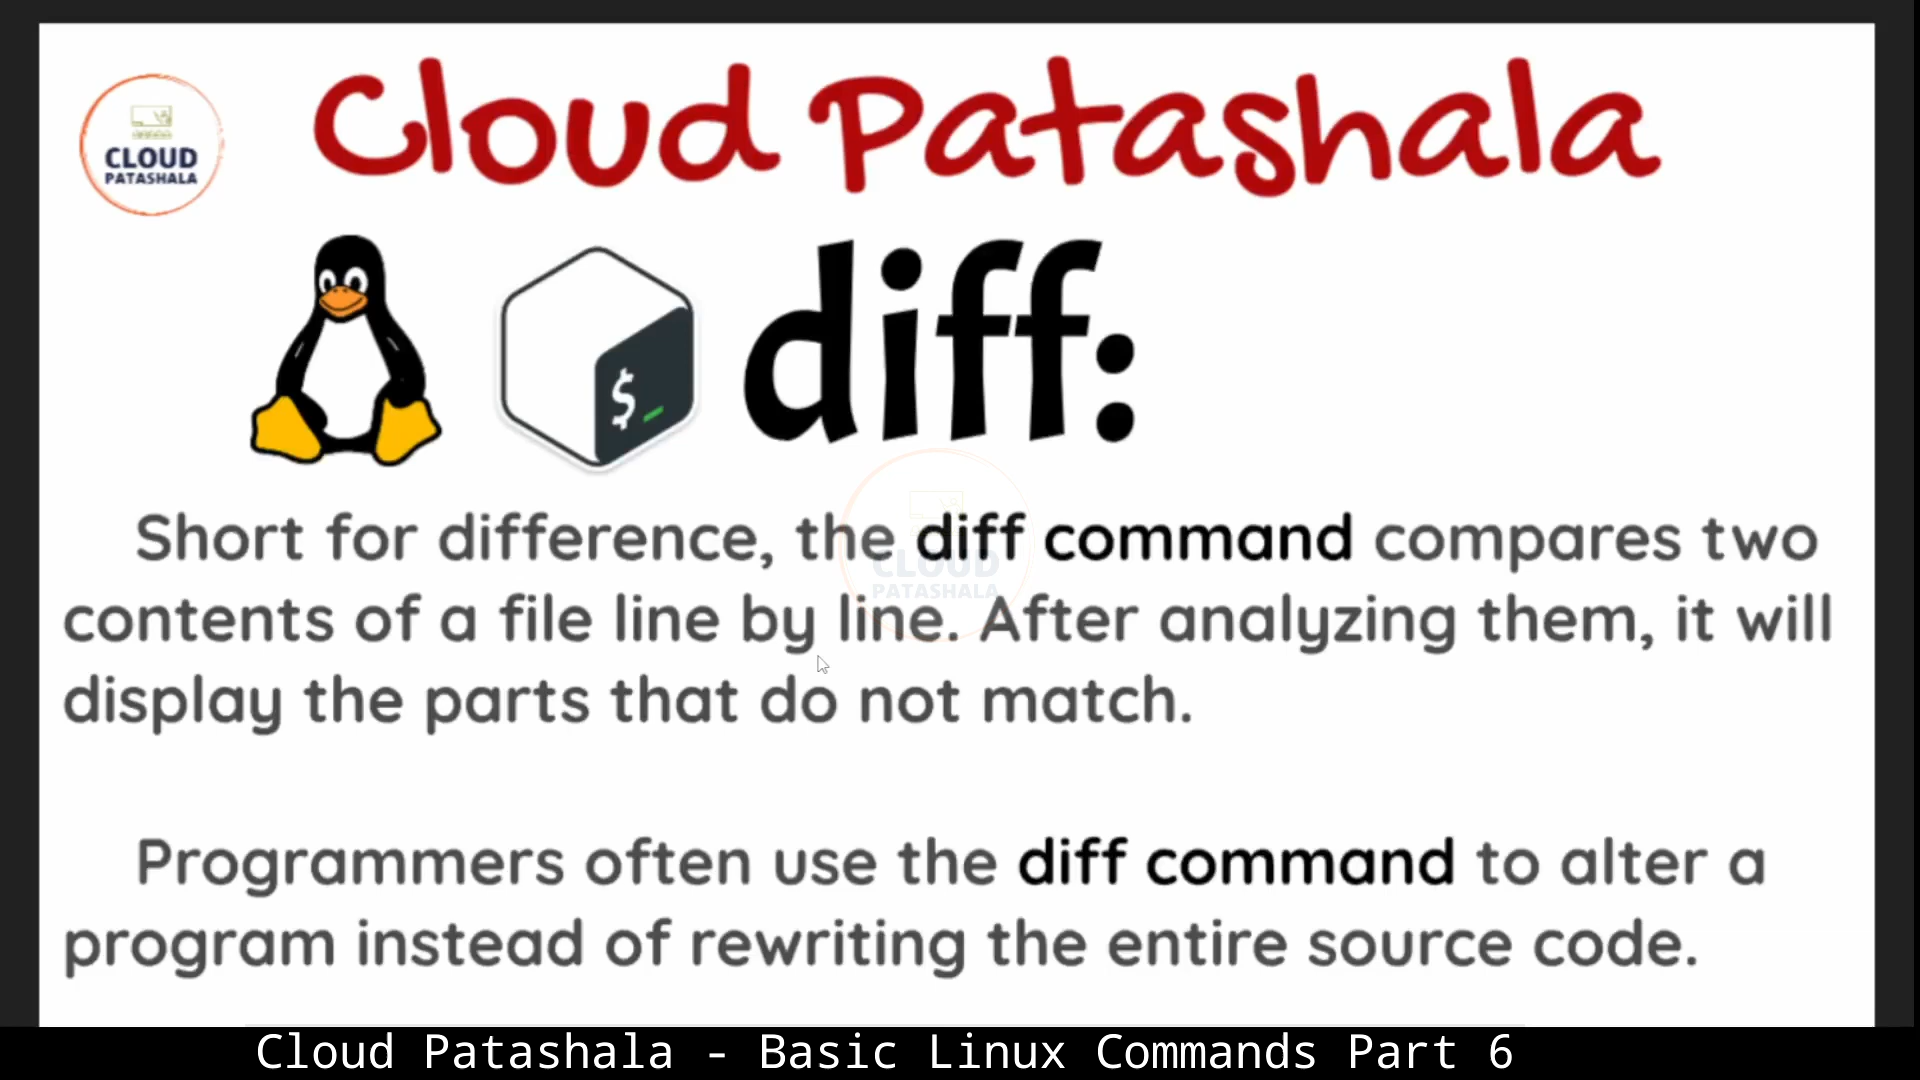 Cloud Patashala
CLOUD
PATASHALA
$_
diff:
Short for difference, the diff command compares two
contents of a file line by line. After analyzing them, it will
display the parts that do not match.
CLOUD
PATASHALA
Programmers often use the diff command to alter a
program instead of rewriting the entire source code.
Cloud Patashala - Basic Linux Commands Part 6